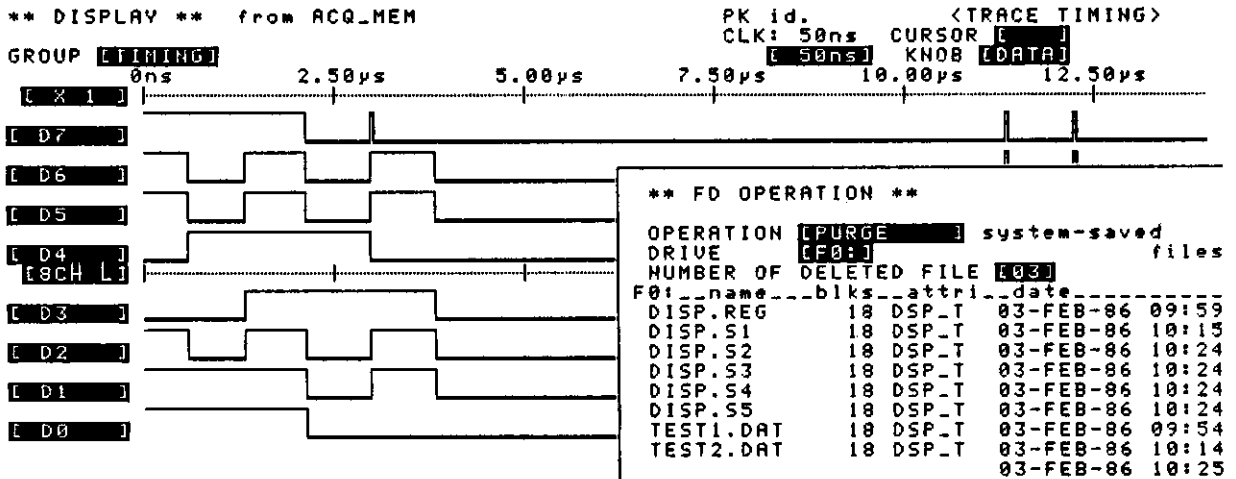 ** DISPLAY ** from ACQ_MEM PK id. <TRACE TIMING>
CLK: 50ns CURSOR [ ]
GROUP [TIMING] [ 50ns] KNOB [DATA]
0ns 2.50µs 5.00µs 7.50µs 10.00µs 12.50µs
[ X 1 ]
[ D7 ]
[ D6 ]
[ D5 ]
[ D4 ]
[8CH L]
[ D3 ]
[ D2 ]
[ D1 ]
[ D0 ]
** FD OPERATION **
OPERATION [PURGE ] system-saved
DRIVE [F0:] files
NUMBER OF DELETED FILE [03]
F0:__name___blks__attri__date__________
DISP.REG 18 DSP_T 03-FEB-86 09:59
DISP.S1 18 DSP_T 03-FEB-86 10:15
DISP.S2 18 DSP_T 03-FEB-86 10:24
DISP.S3 18 DSP_T 03-FEB-86 10:24
DISP.S4 18 DSP_T 03-FEB-86 10:24
DISP.S5 18 DSP_T 03-FEB-86 10:24
TEST1.DAT 18 DSP_T 03-FEB-86 09:54
TEST2.DAT 18 DSP_T 03-FEB-86 10:14
03-FEB-86 10:25